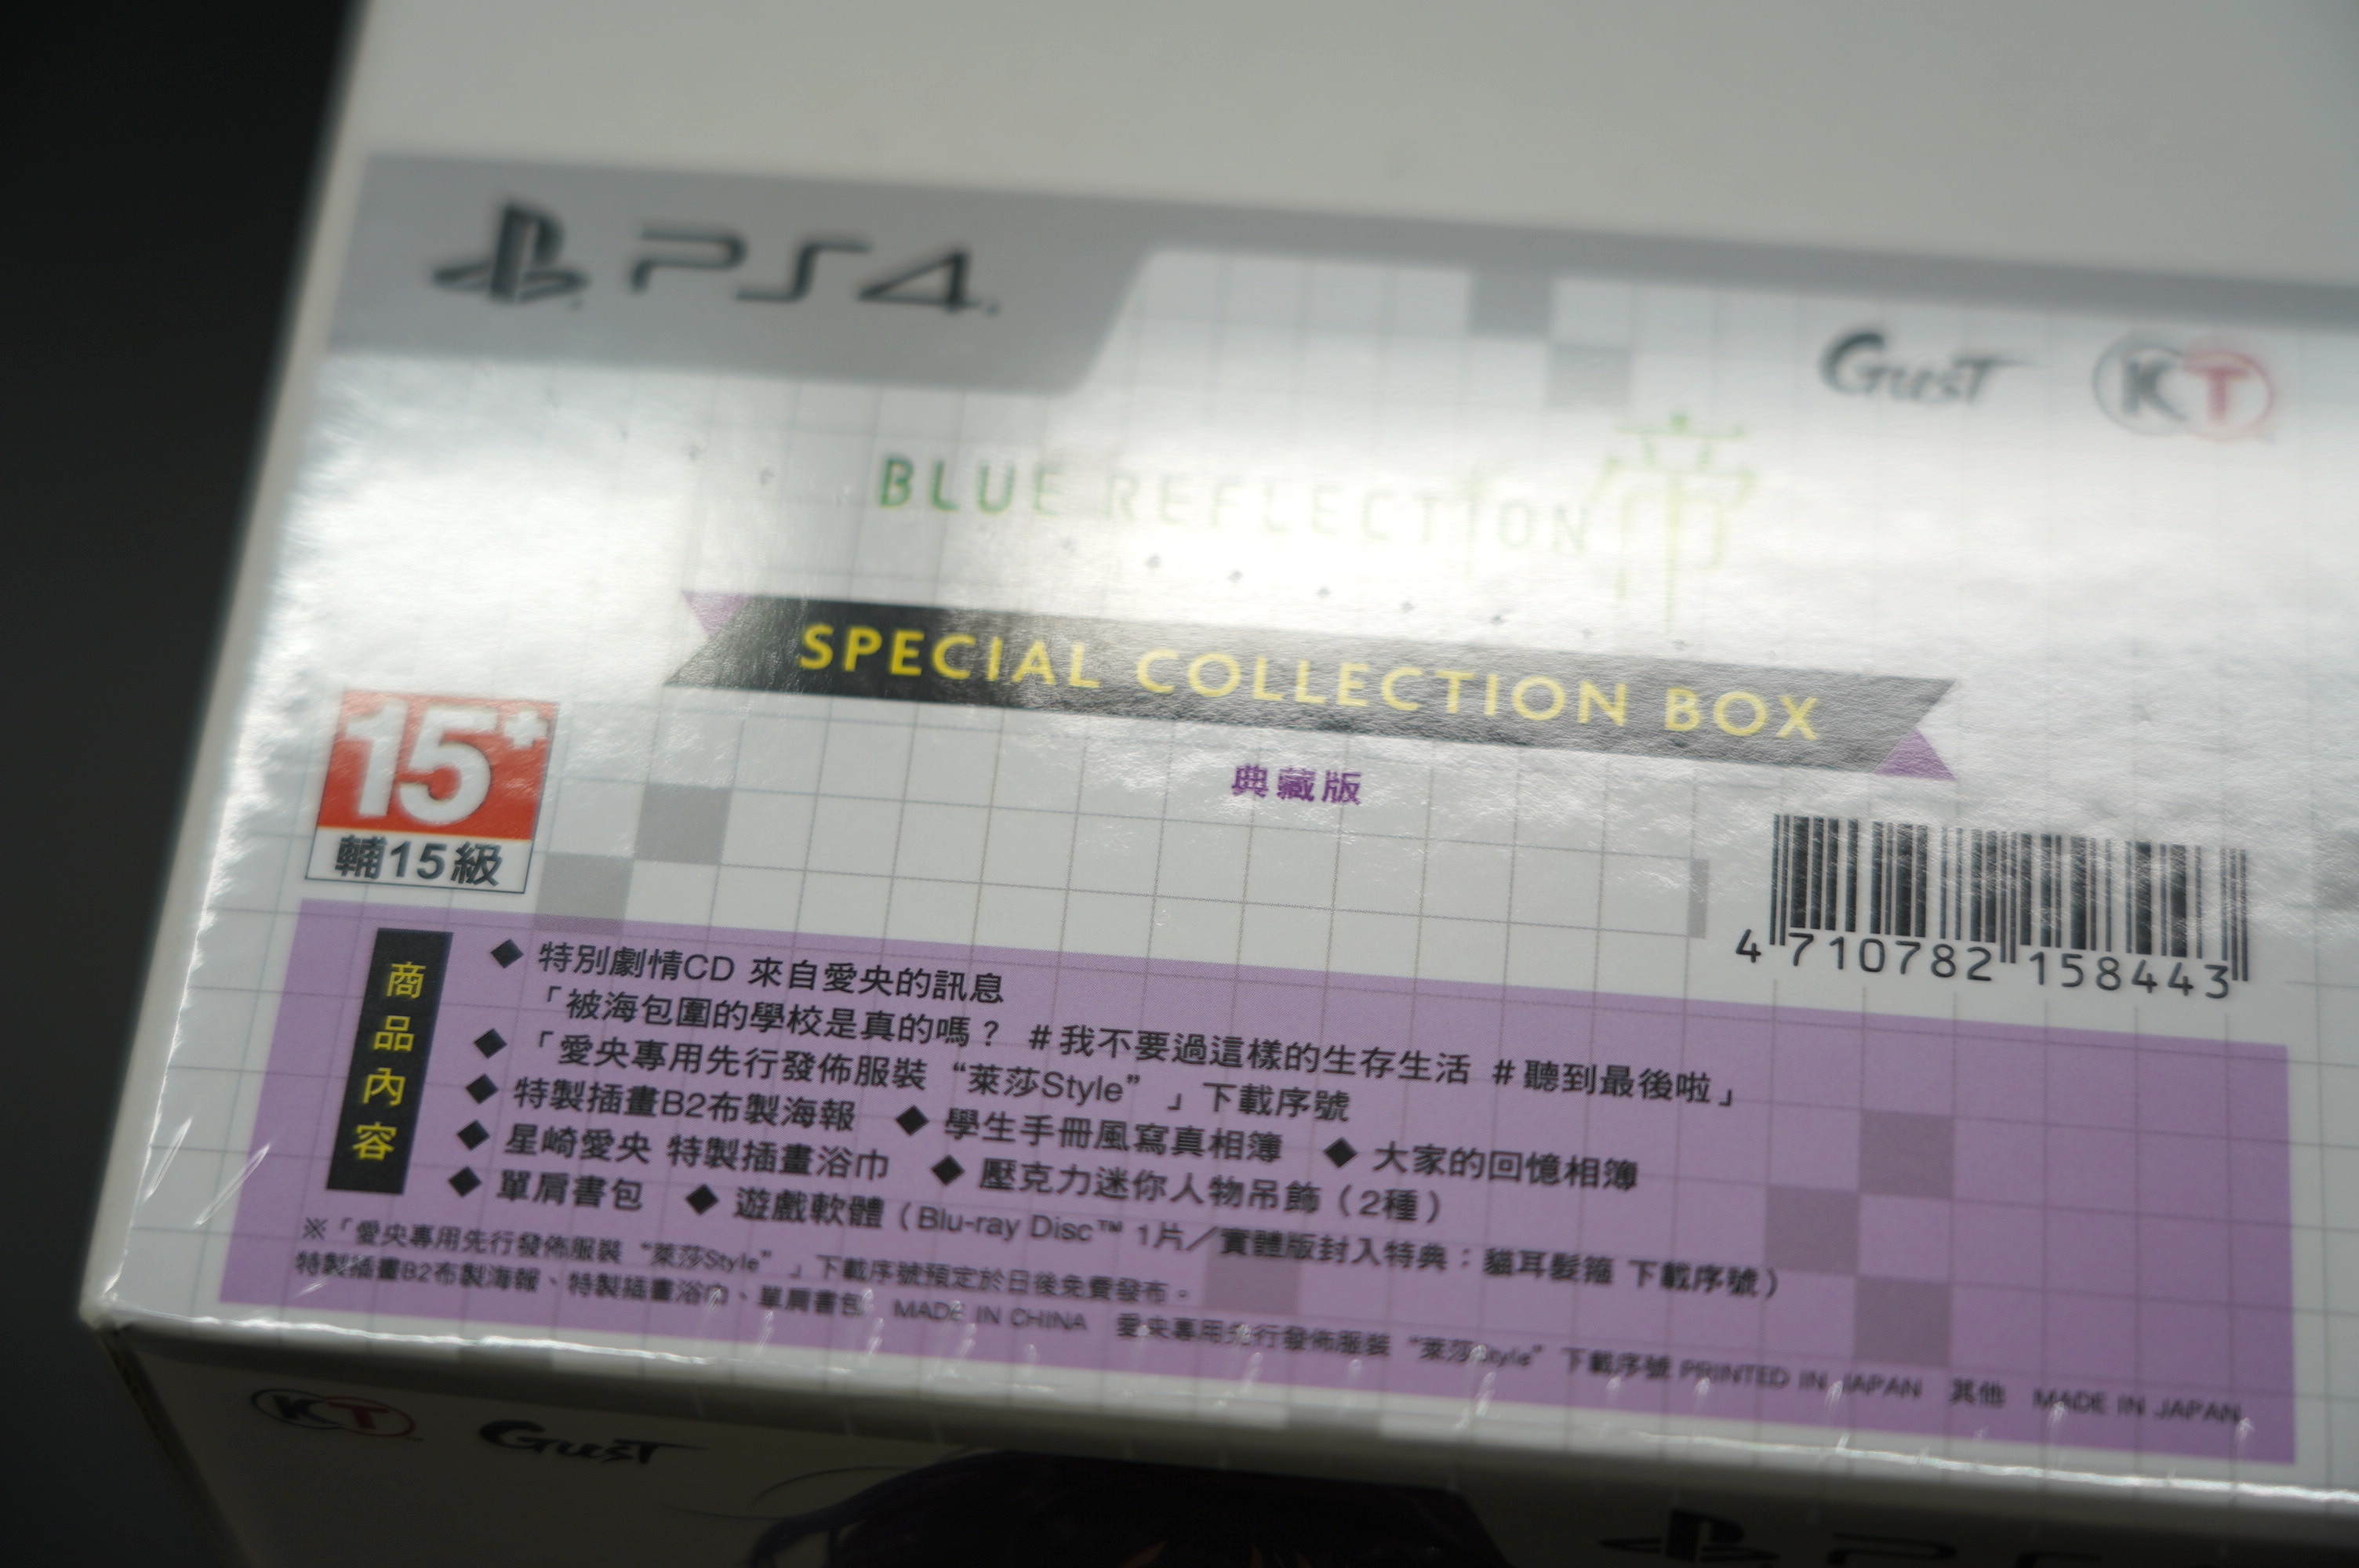 PS4
GUST KT
BLUE REFLECTION 帝
SPECIAL COLLECTION BOX
典藏版
15+
輔15級
4 710782 158443
商品內容
◆ 特別劇情CD 來自愛央的訊息
「被海包圍的學校是真的嗎? #我不要過這樣的生存生活 #聽到最後啦」
◆ 「愛央專用先行發佈服裝“萊莎Style”」下載序號
◆ 特製插畫B2布製海報 ◆ 學生手冊風寫真相簿 ◆ 大家的回憶相簿
◆ 星崎愛央 特製插畫浴巾 ◆ 壓克力迷你人物吊飾(2種)
◆ 單肩書包 ◆ 遊戲軟體(Blu-ray Disc™ 1片/實體版封入特典:貓耳髮箍 下載序號)
※「愛央專用先行發佈服裝“萊莎Style”」下載序號預定於日後免費發布。
特製插畫B2布製海報、特製插畫浴巾、單肩書包 MADE IN CHINA 愛央專用先行發佈服裝“萊莎Style”下載序號 PRINTED IN JAPAN 其他 MADE IN JAPAN
KT GUST